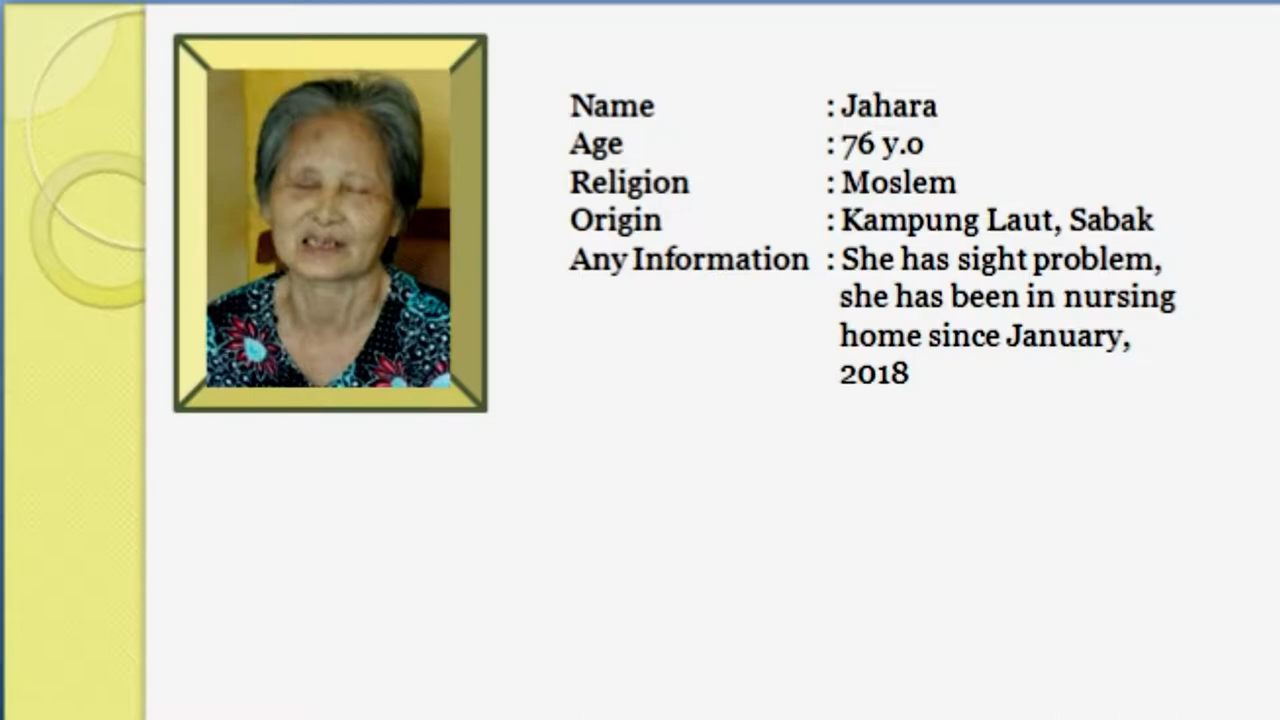 Name : Jahara
Age : 76 y.o
Religion : Moslem
Origin : Kampung Laut, Sabak
Any Information : She has sight problem,
she has been in nursing
home since January,
2018